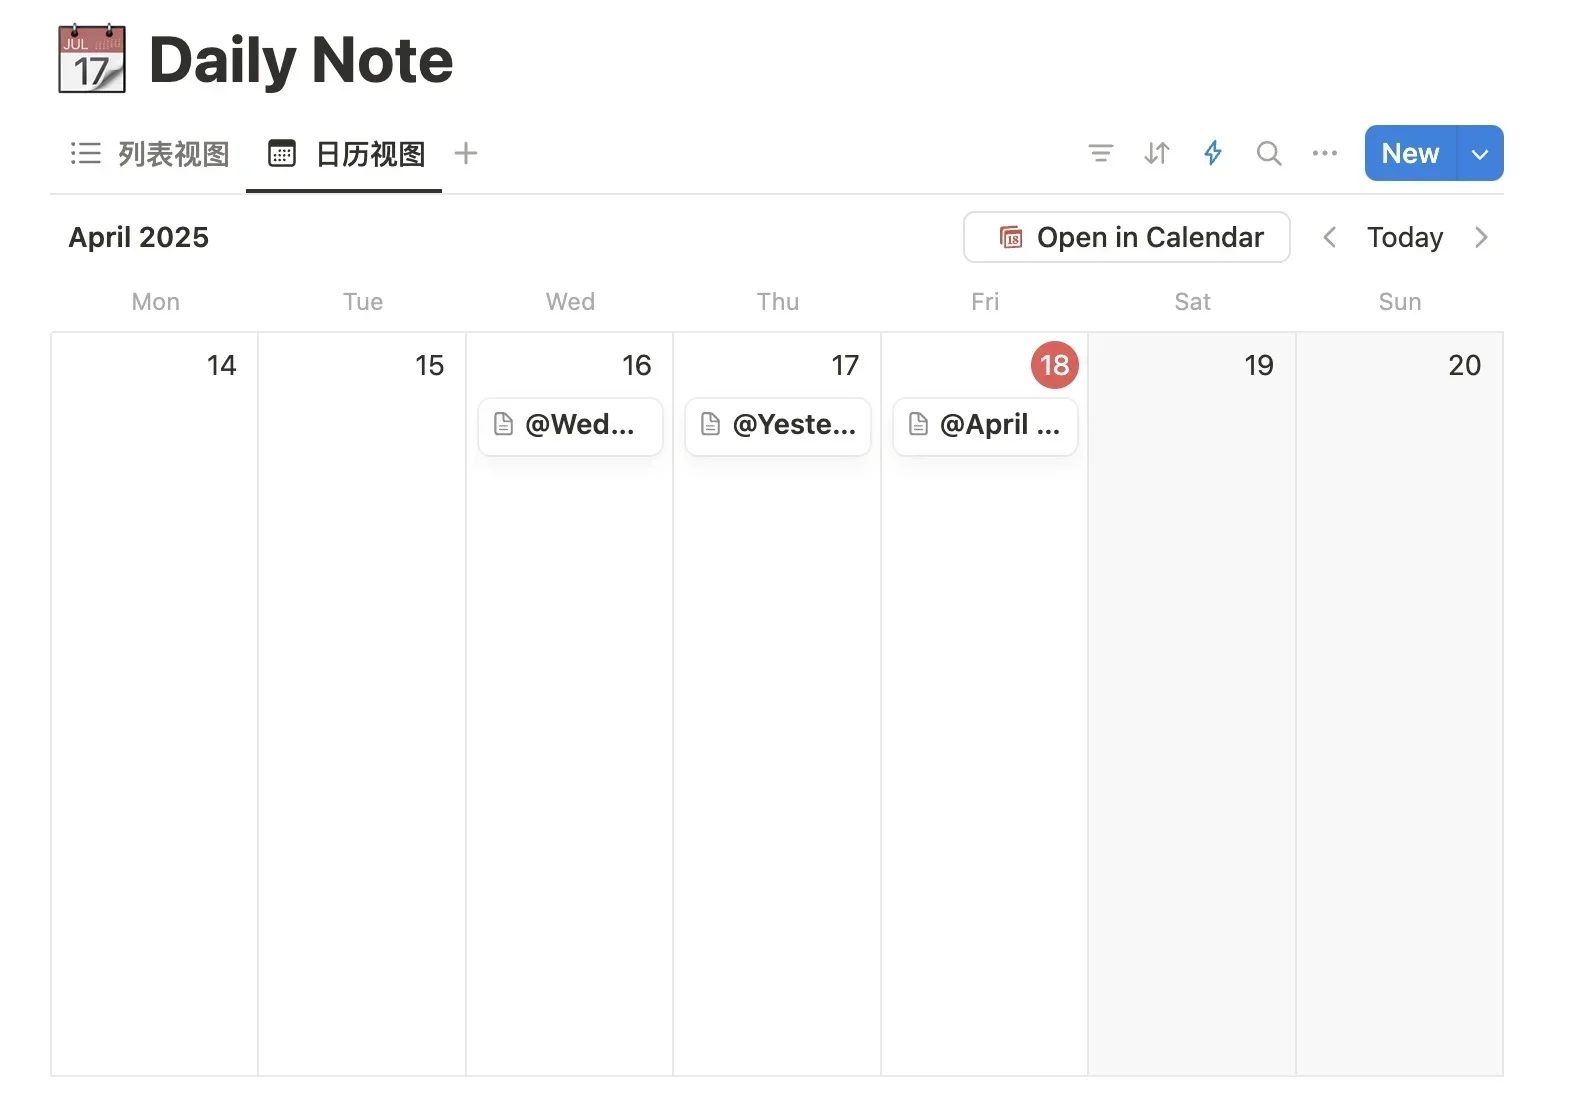 JUL
17
Daily Note
列表视图 日历视图
New
April 2025
18
Open in Calendar
Today
Mon Tue Wed Thu Fri Sat Sun
14 15 16 17 18 19 20
@Wed... @Yeste... @April ...